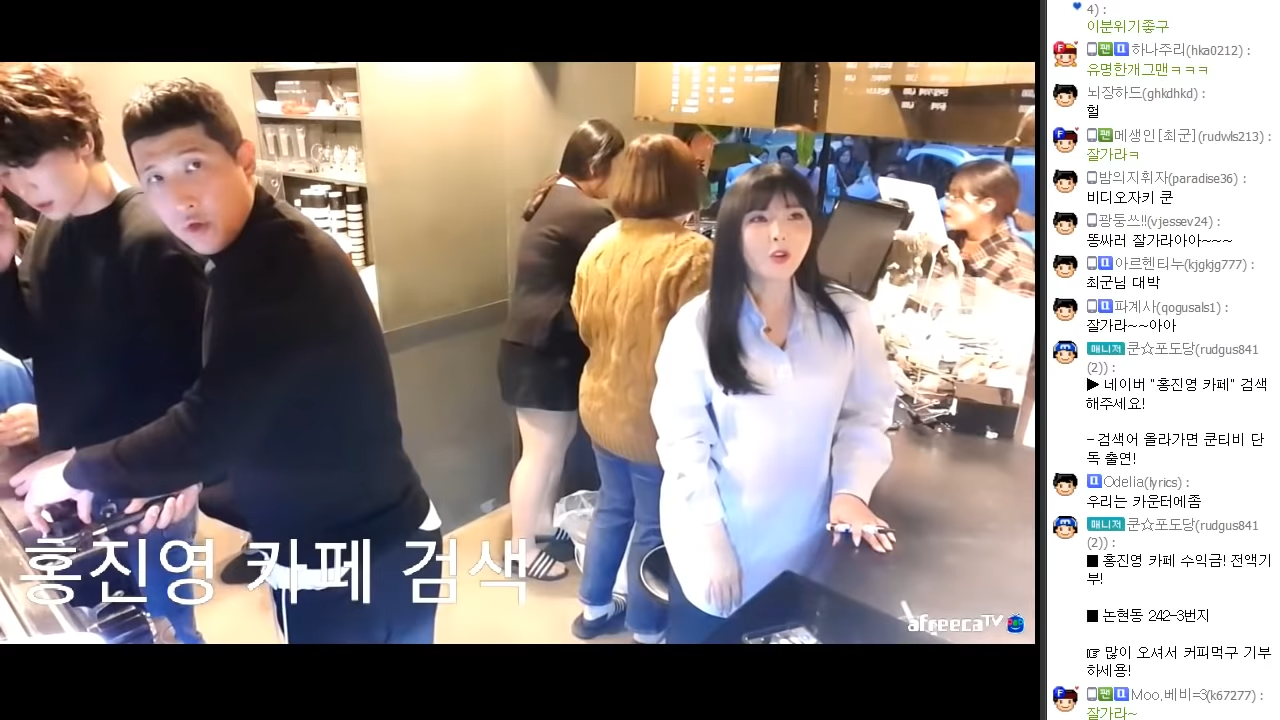 4) :
이분위기좋구
팬 하나주리(hka0212) :
유명한개그맨ㅋㅋㅋ
뇌장하드(ghkdhkd) :
헐
팬 메생인[최군](rudwls213) :
잘가라ㅋ
밤의지휘자(paradise36) :
비디오자키 쿤
광동쓰!!(vjessev24) :
똥싸러 잘가라아아~~~
아르헨티누(kjgkjg777) :
최군님 대박
파계사(qogusals1) :
잘가라~~아아
매니저 쿤☆포도당(rudgus841
(2)) :
▶ 네이버 "홍진영 카페" 검색
해주세요!
-검색어 올라가면 쿤티비 단
독 출연!
Odelia(lyrics) :
우리는 카운터에좀
매니저 쿤☆포도당(rudgus841
(2)) :
■ 홍진영 카페 수익금! 전액기
부!
■ 논현동 242-3번지
☞ 많이 오셔서 커피먹구 기부
하세용!
팬 Moo,베비=3(k67277) :
잘가라~
홍진영 카페 검색
afreecaTV